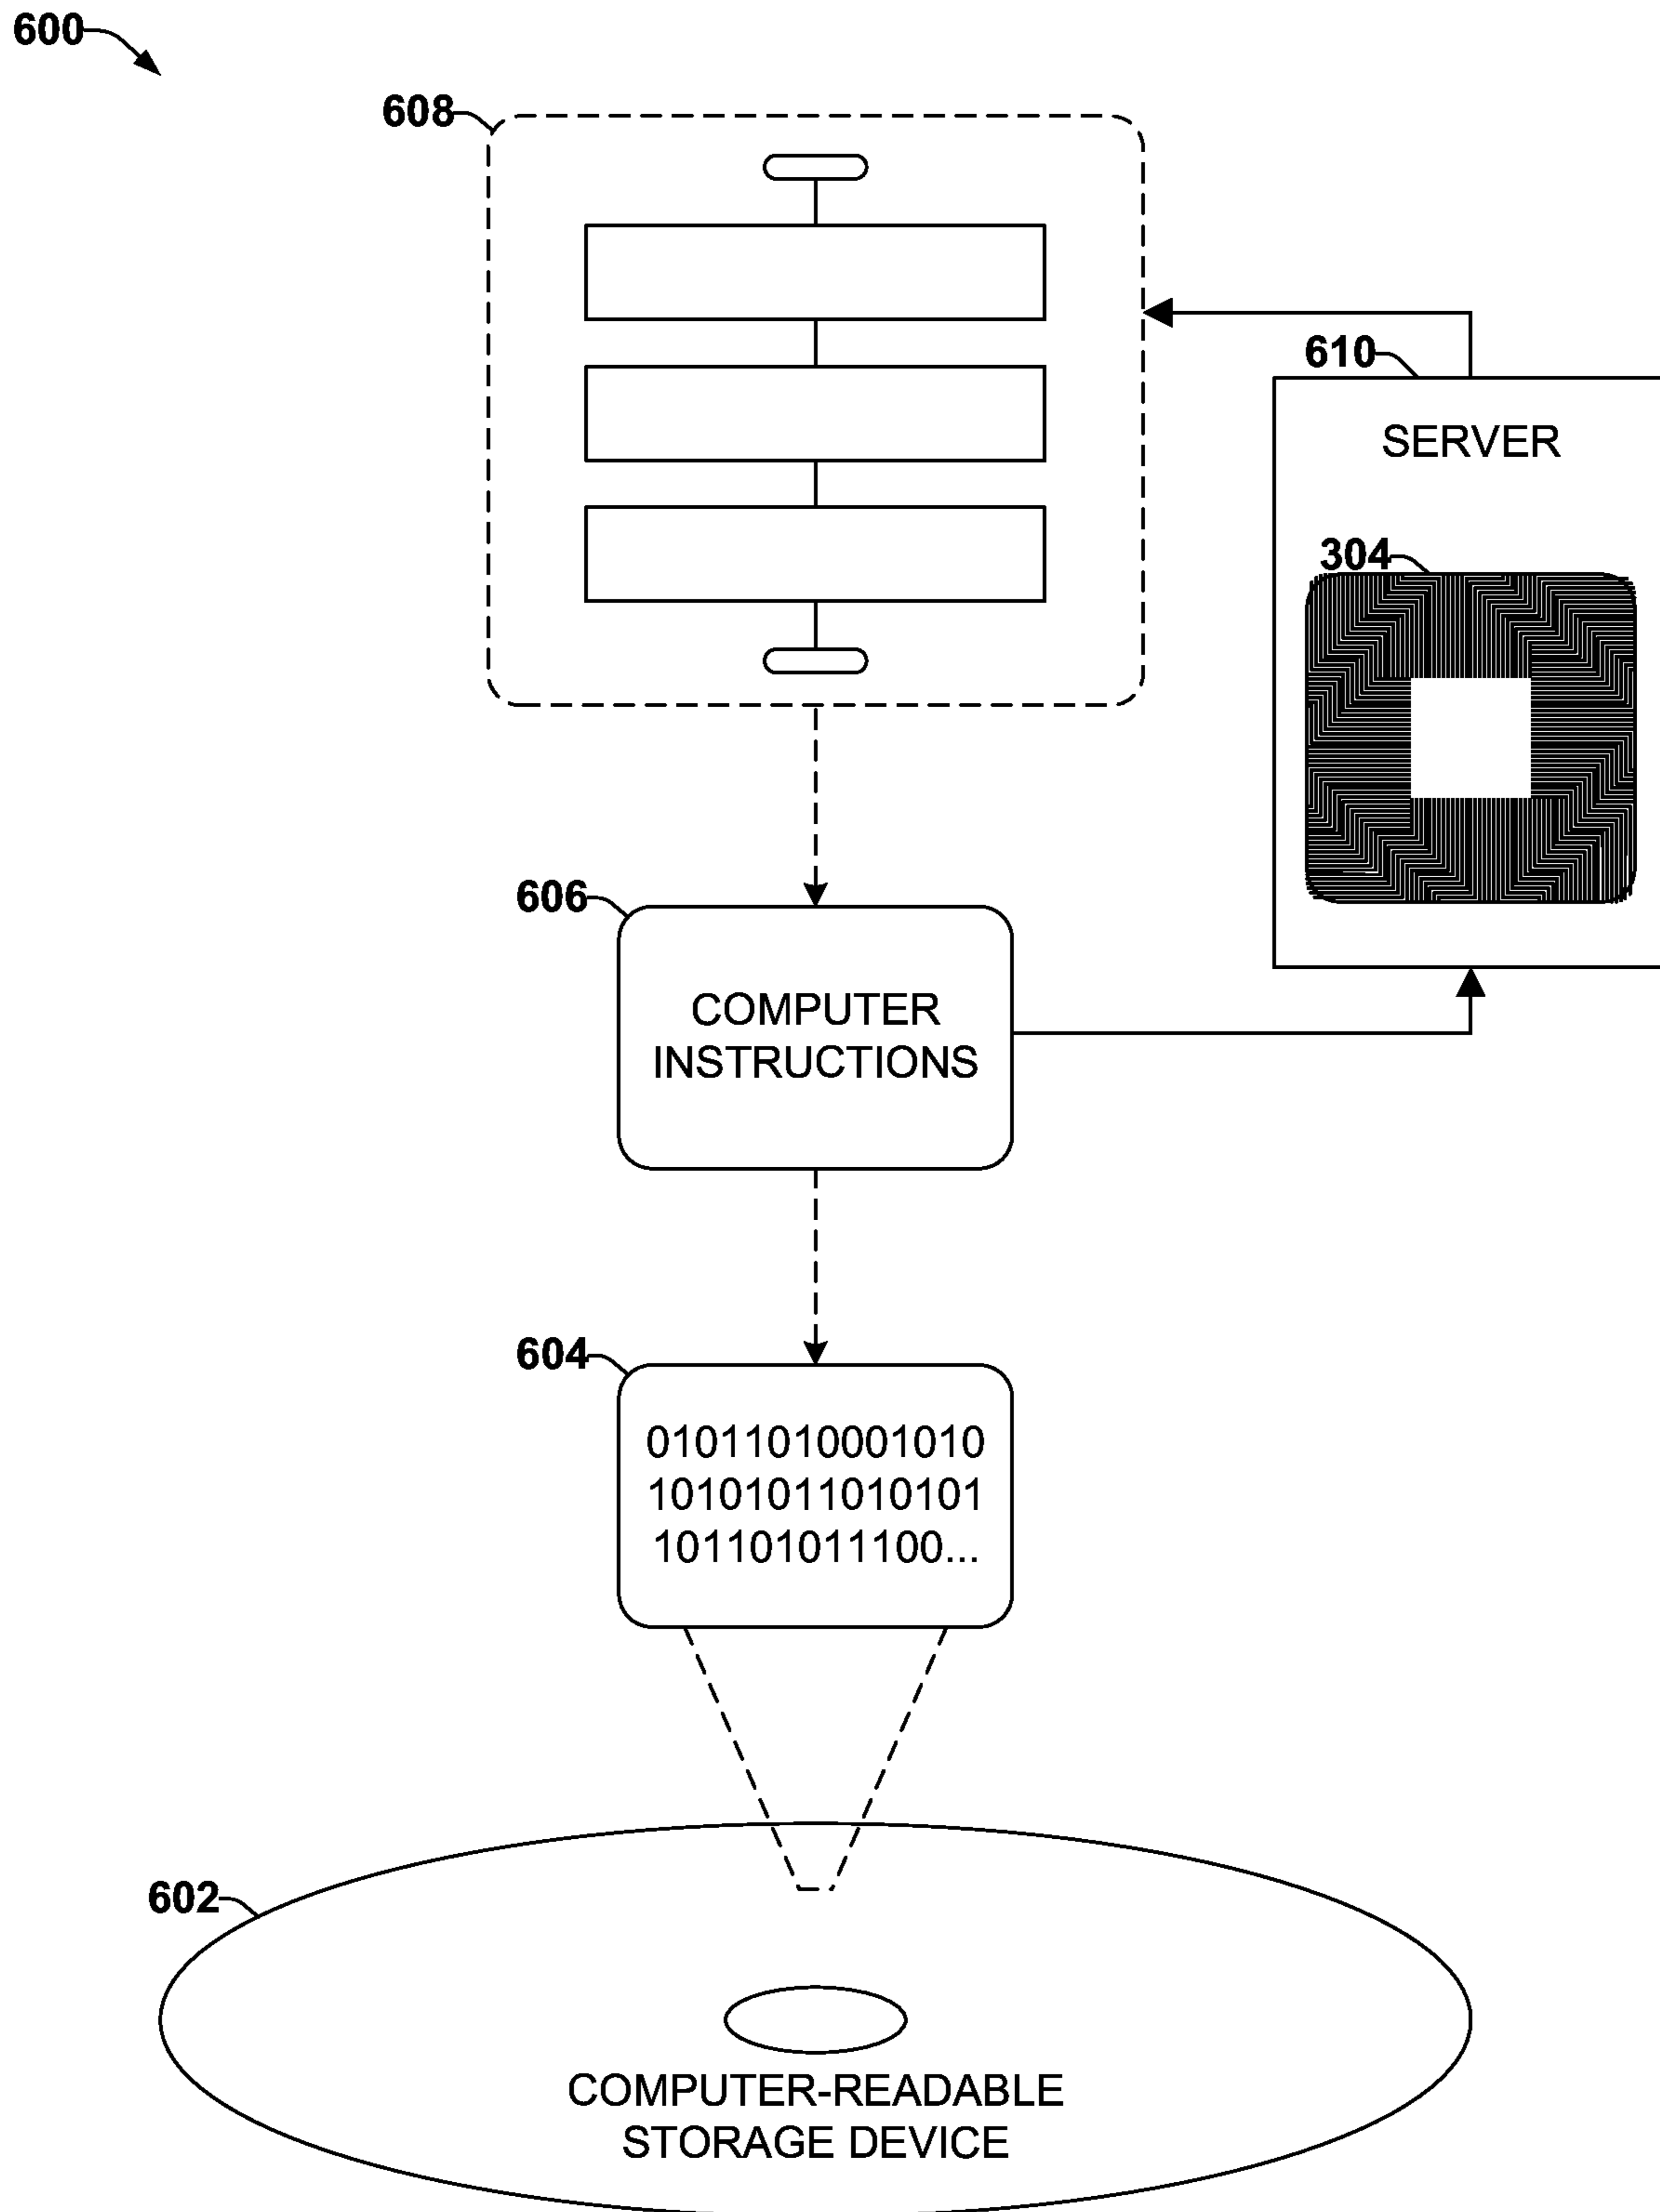 600
608
610
SERVER
304
606
COMPUTER
INSTRUCTIONS
604
01011010001010
10101011010101
101101011100...
602
COMPUTER-READABLE
STORAGE DEVICE